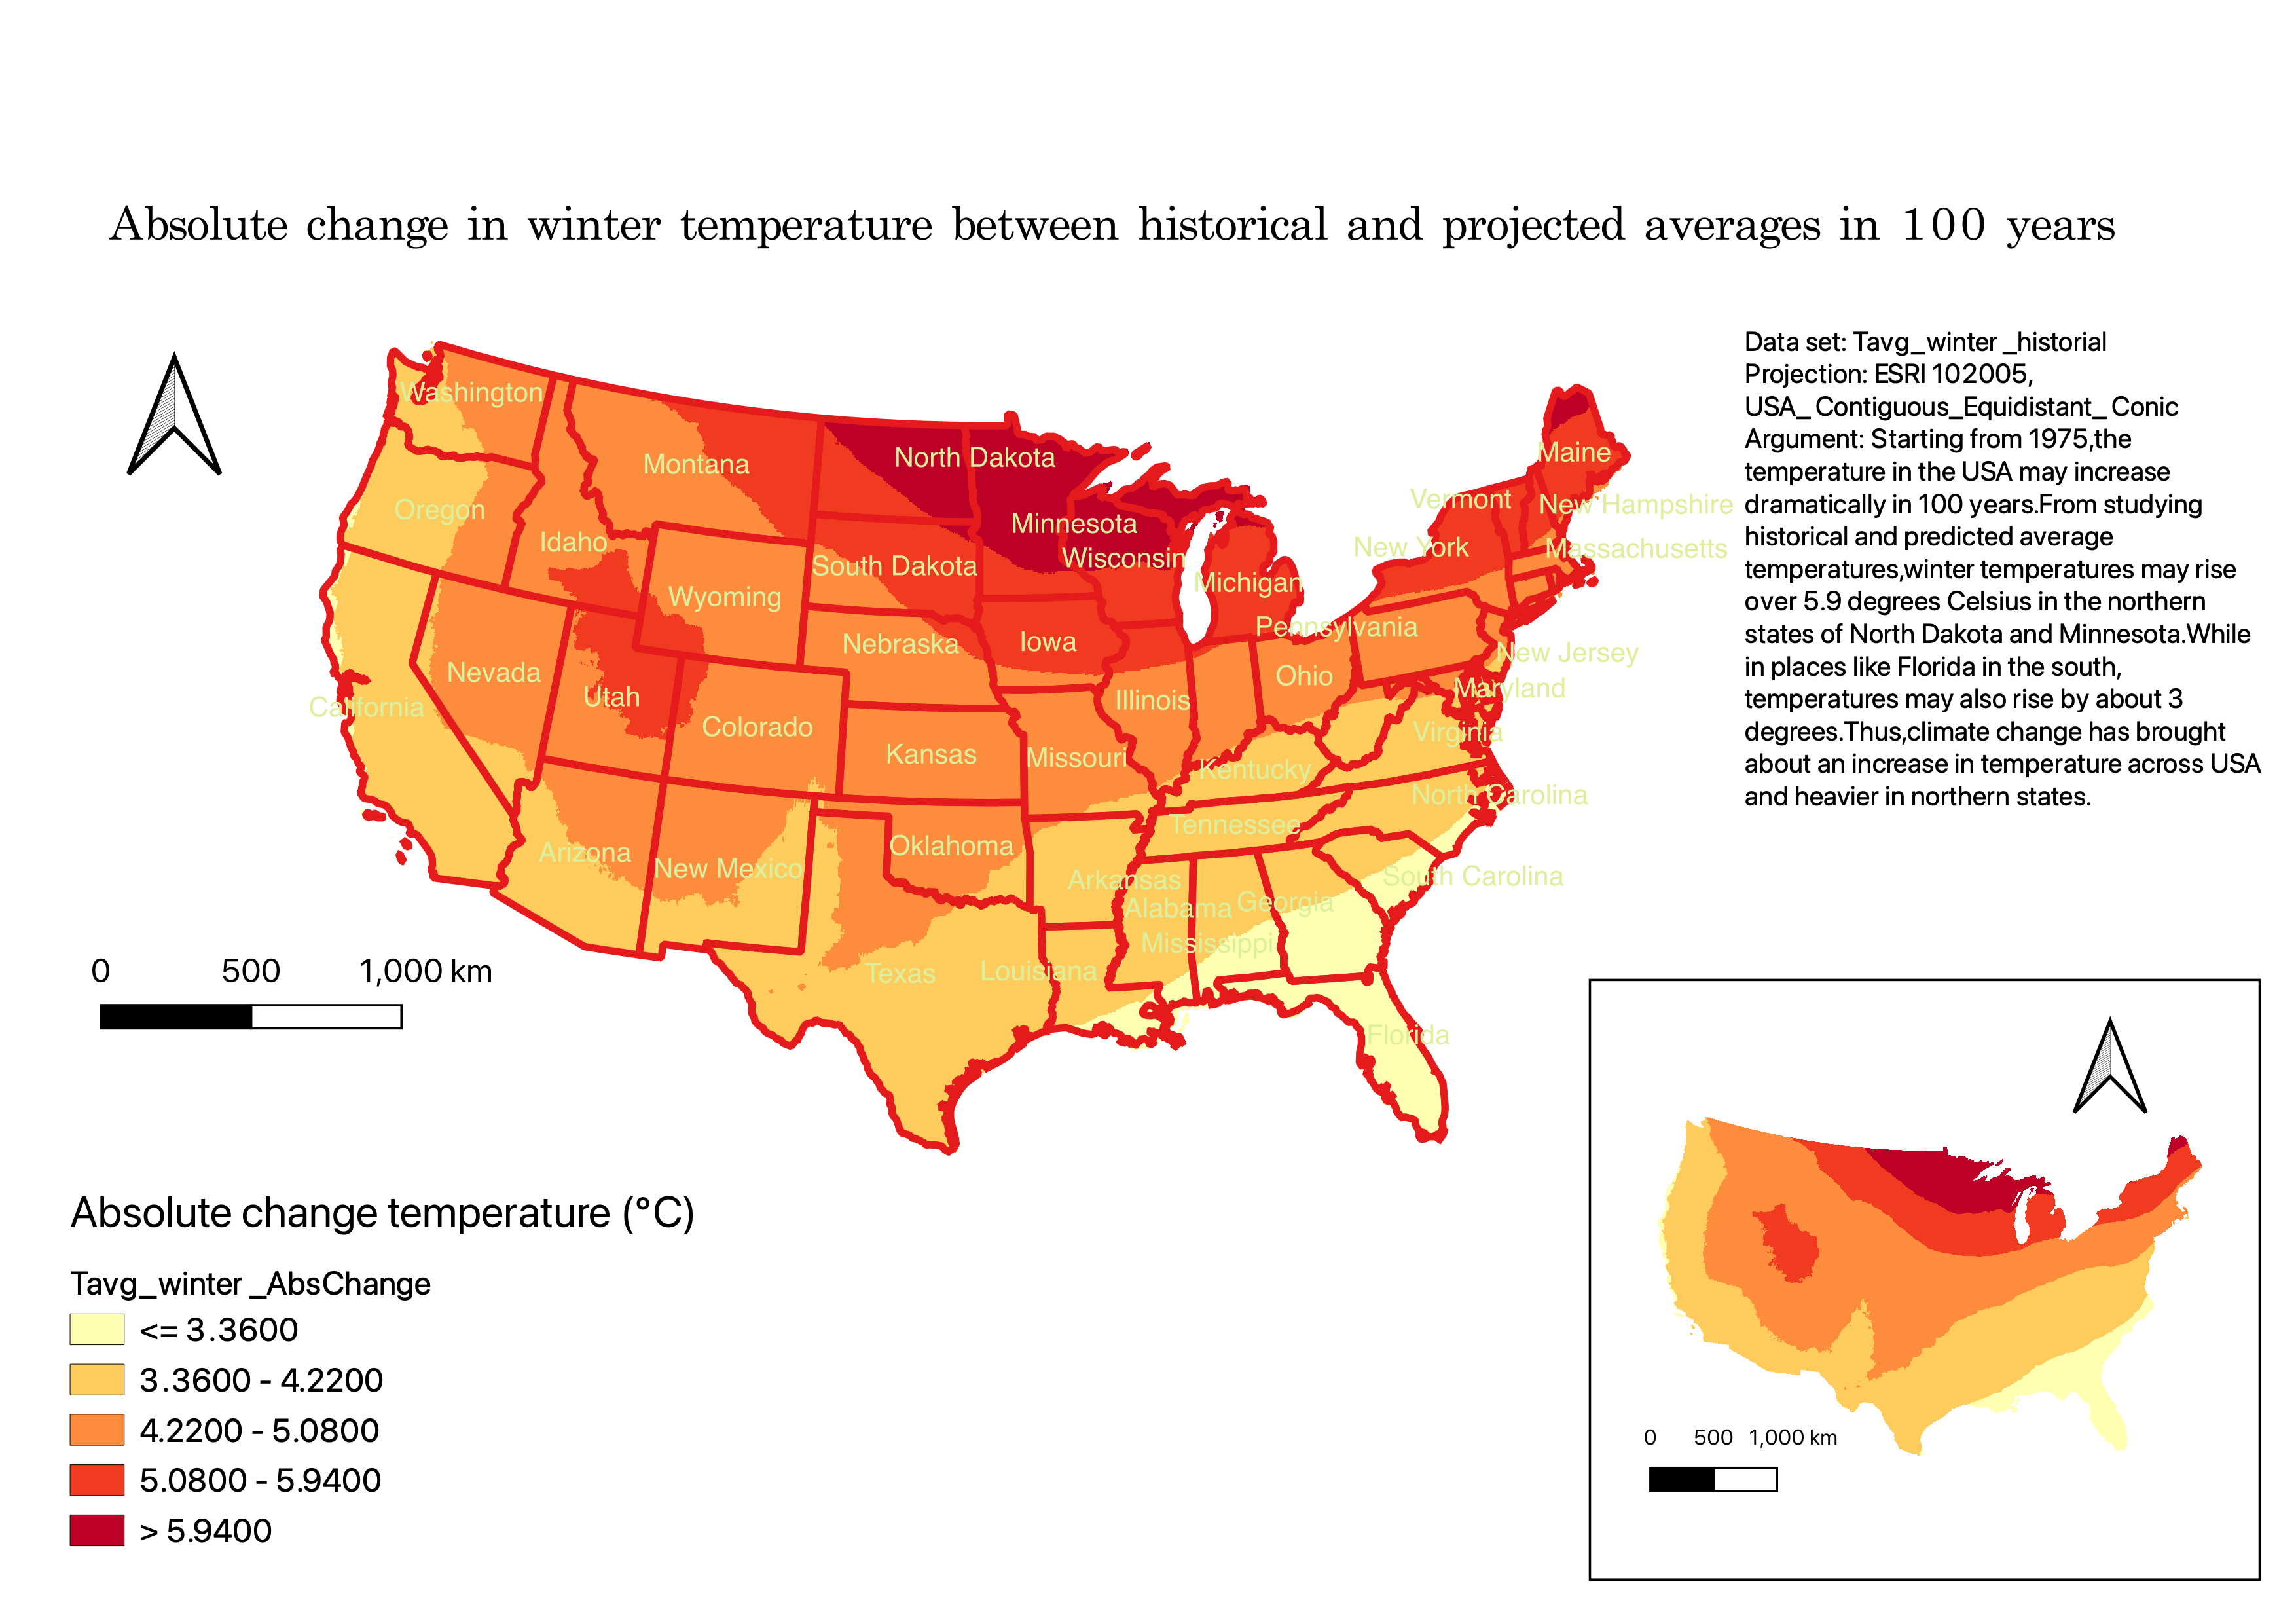 Absolute change in winter temperature between historical and projected averages in 100 years
Data set: Tavg_winter _historial
Projection: ESRI 102005,
USA_ Contiguous_Equidistant_ Conic
Argument: Starting from 1975,the
temperature in the USA may increase
dramatically in 100 years.From studying
historical and predicted average
temperatures,winter temperatures may rise
over 5.9 degrees Celsius in the northern
states of North Dakota and Minnesota.While
in places like Florida in the south,
temperatures may also rise by about 3
degrees.Thus,climate change has brought
about an increase in temperature across USA
and heavier in northern states.
Washington
Montana
North Dakota
Maine
Vermont
New Hampshire
Oregon
Minnesota
Idaho
New York
Massachusetts
South Dakota
Wisconsin
Michigan
Wyoming
Pennsylvania
Nebraska
Iowa
New Jersey
Nevada
Ohio
Utah
Maryland
California
Illinois
Colorado
Virginia
Kansas
Missouri
Kentucky
North Carolina
Tennessee
Oklahoma
Arizona
New Mexico
Arkansas
South Carolina
Alabama
Georgia
Mississippi
Texas
Louisiana
Florida
0 500 1,000 km
Absolute change temperature (°C)
Tavg_winter _AbsChange
<= 3.3600
3.3600 - 4.2200
4.2200 - 5.0800
5.0800 - 5.9400
> 5.9400
0 500 1,000 km